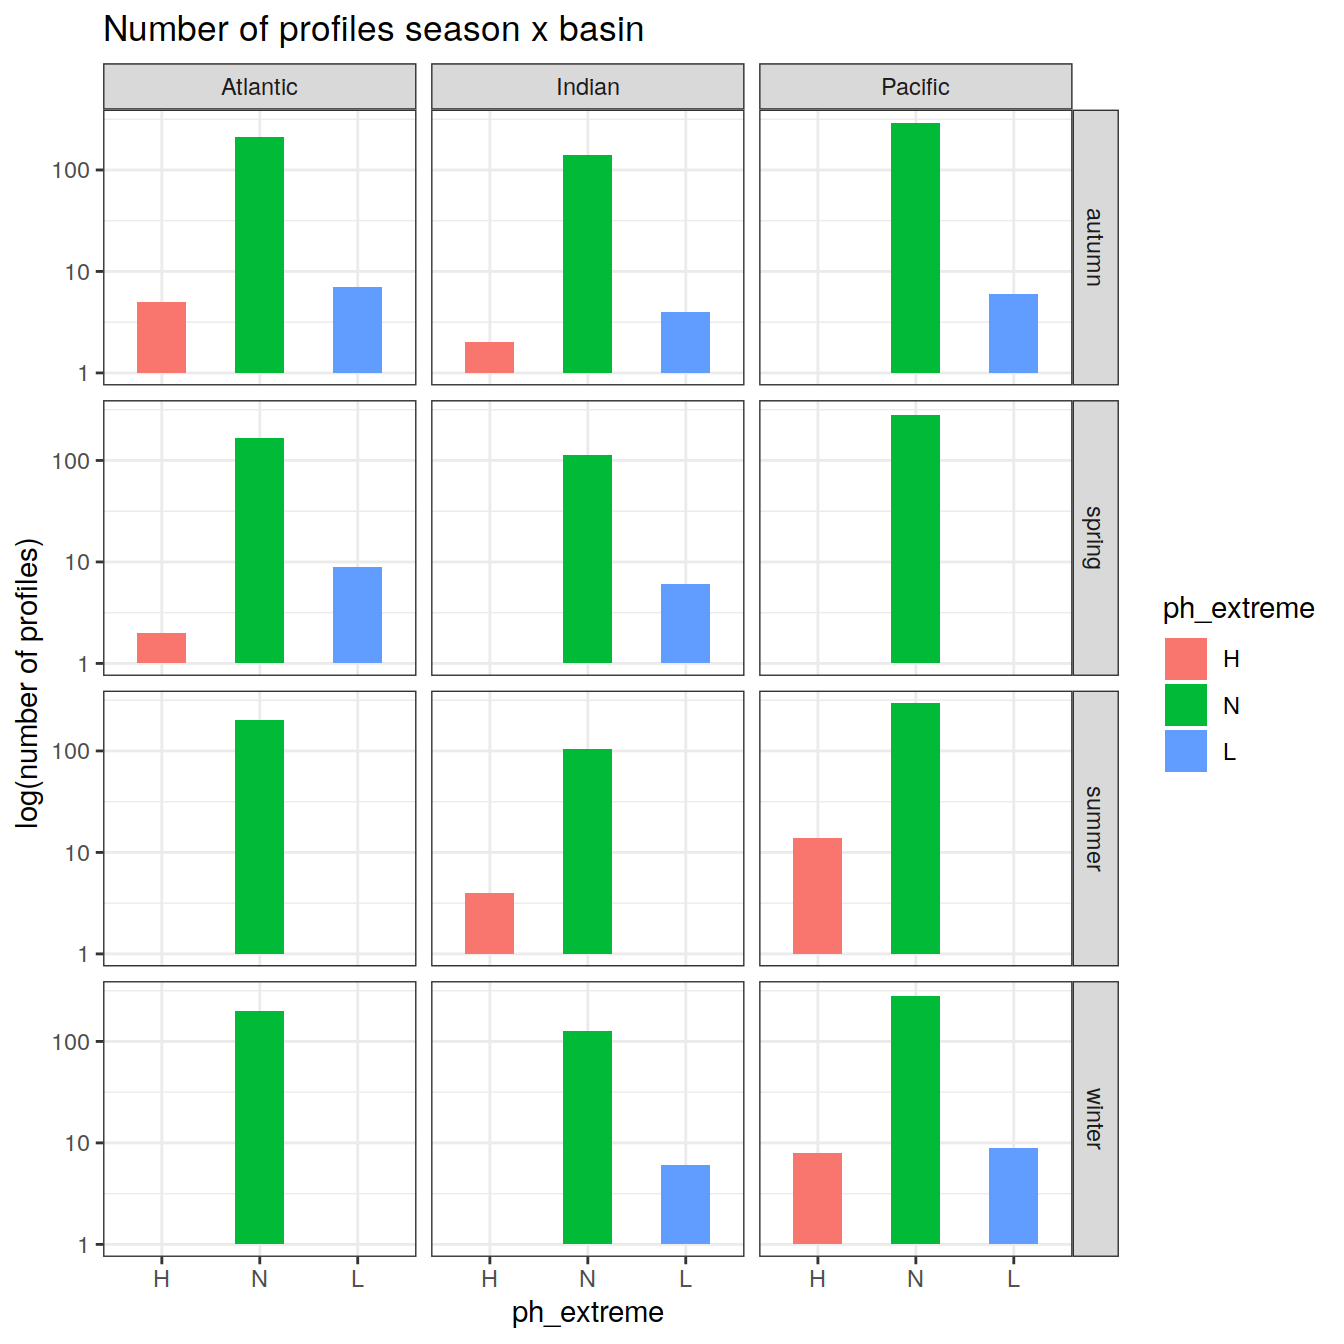 Number of profiles season x basin
Atlantic
Indian
Pacific
100
10
1
autumn
100
10
1
spring
100
10
1
summer
100
10
1
winter
log(number of profiles)
H N L
H N L
H N L
ph_extreme
ph_extreme
H
N
L